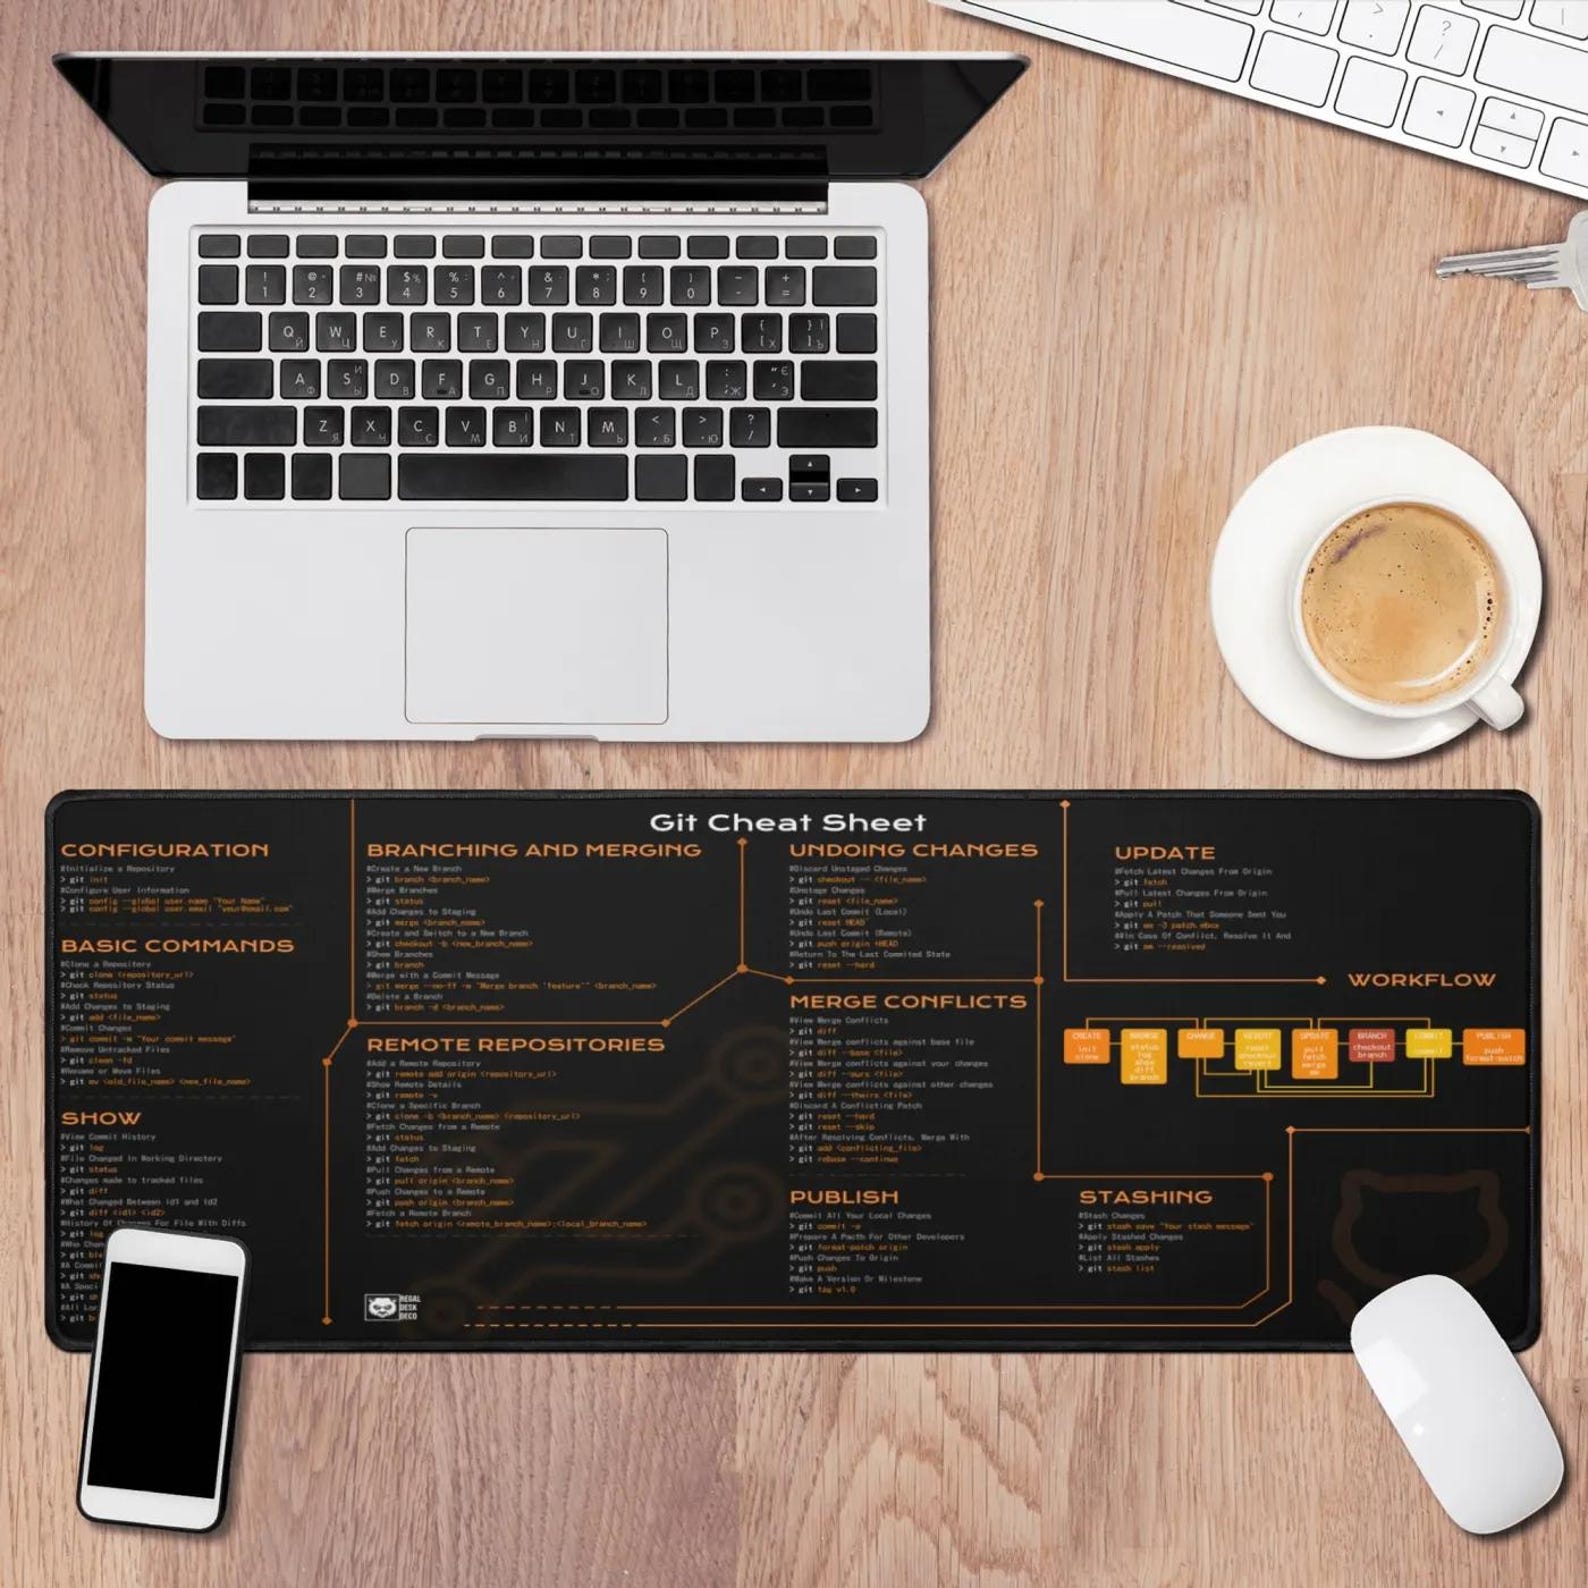 ! 1
@ 2
# № 3
$ 4
% : 5
^ 6
& 7
* 8
( 9
) 0
- -
+ =
Q Й
W Ц
E У
R К
T Е
Y Н
U Г
I Ш
O Щ
P З
A Ф
S Ы
D В
F А
G П
H Р
J О
K Л
L Д
Z Я
X Ч
C С
V М
B И
N Т
M Ь
Git Cheat Sheet
CONFIGURATION
#Initialize a Repository
> git init
#Configure User Information
> git config --global user.name "Your Name"
> git config --global user.email "your@email.com"
BASIC COMMANDS
#Clone a Repository
> git clone <repository_url>
#Check Repository Status
> git status
#Add Changes to Staging
> git add <file_name>
#Commit Changes
> git commit -m "Your commit message"
#Remove Untracked Files
> git clean -fd
#Rename or Move Files
> git mv <old_file_name> <new_file_name>
SHOW
#View Commit History
> git log
#File Changed In Working Directory
> git status
#Changes made to tracked files
> git diff
#What Changed Between id1 and id2
> git diff <id1> <id2>
#History Of Changes For File With Diffs
> git log
> git
> git
> git
> git
BRANCHING AND MERGING
#Create a New Branch
> git branch <branch_name>
#Merge Branches
> git status
#Add Changes to Staging
> git merge <branch_name>
#Create and Switch to a New Branch
> git checkout -b <new_branch_name>
#Show Branches
> git branch
#Merge with a Commit Message
> git merge --no-ff -m "Merge branch 'feature'" <branch_name>
#Delete a Branch
> git branch -d <branch_name>
REMOTE REPOSITORIES
#Add a Remote Repository
> git remote add origin <repository_url>
#Show Remote Details
> git remote -v
#Clone a Specific Branch
> git clone -b <branch_name> <repository_url>
#Fetch Changes from a Remote
> git status
#Add Changes to Staging
> git fetch
#Pull Changes from a Remote
> git pull origin <branch_name>
#Push Changes to a Remote
> git push origin <branch_name>
#Fetch a Remote Branch
> git fetch origin <remote_branch_name>:<local_branch_name>
REGAL
DESK
DECO
UNDOING CHANGES
#Discard Unstaged Changes
> git checkout -- <file_name>
#Unstage Changes
> git reset <file_name>
#Undo Last Commit (Local)
> git reset HEAD~
#Undo Last Commit (Remote)
> git push origin +HEAD
#Return To The Last Commited State
> git reset --hard
MERGE CONFLICTS
#View Merge Conflicts
> git diff
#View Merge conflicts against base file
> git diff --base <file>
#View Merge conflicts against your changes
> git diff --ours <file>
#View Merge conflicts against other changes
> git diff --theirs <file>
#Discard A Conflicting Patch
> git reset --hard
> git reset --skip
#After Resolving Conflicts, Merge With
> git add <conflicting_file>
> git rebase --continue
PUBLISH
#Commit All Your Local Changes
> git commit -a
#Prepare A Pacth For Other Developers
> git format-patch origin
#Push Changes To Origin
> git push
#Make A Version Or Milestone
> git tag v1.0
UPDATE
#Fetch Latest Changes From Origin
> git fetch
#Pull Latest Changes From Origin
> git pull
#Apply A Patch That Someone Sent You
> git am -3 patch.mbox
#In Case Of Conflict, Resolve It And
> git am --resolved
WORKFLOW
CREATE
init
clone
BROWSE
status
log
show
diff
branch
CHANGE
REVERT
reset
checkout
revert
UPDATE
pull
fetch
merge
am
BRANCH
checkout
branch
COMMIT
commit
PUBLISH
push
format-patch
STASHING
#Stash Changes
> git stash save "Your stash message"
#Apply Stashed Changes
> git stash apply
#List All Stashes
> git stash list